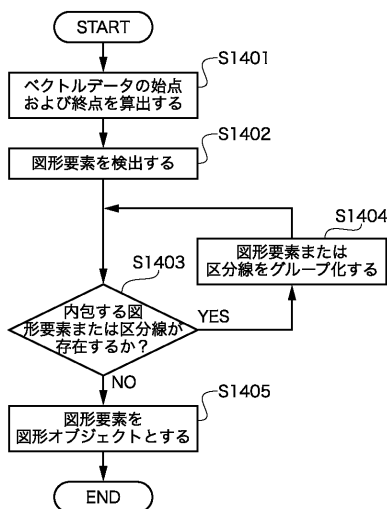 START
S1401
ベクトルデータの始点
および終点を算出する
S1402
図形要素を検出する
S1404
図形要素または
区分線をグループ化する
S1403
内包する図
形要素または区分線が
存在するか？
YES
NO
S1405
図形要素を
図形オブジェクトとする
END